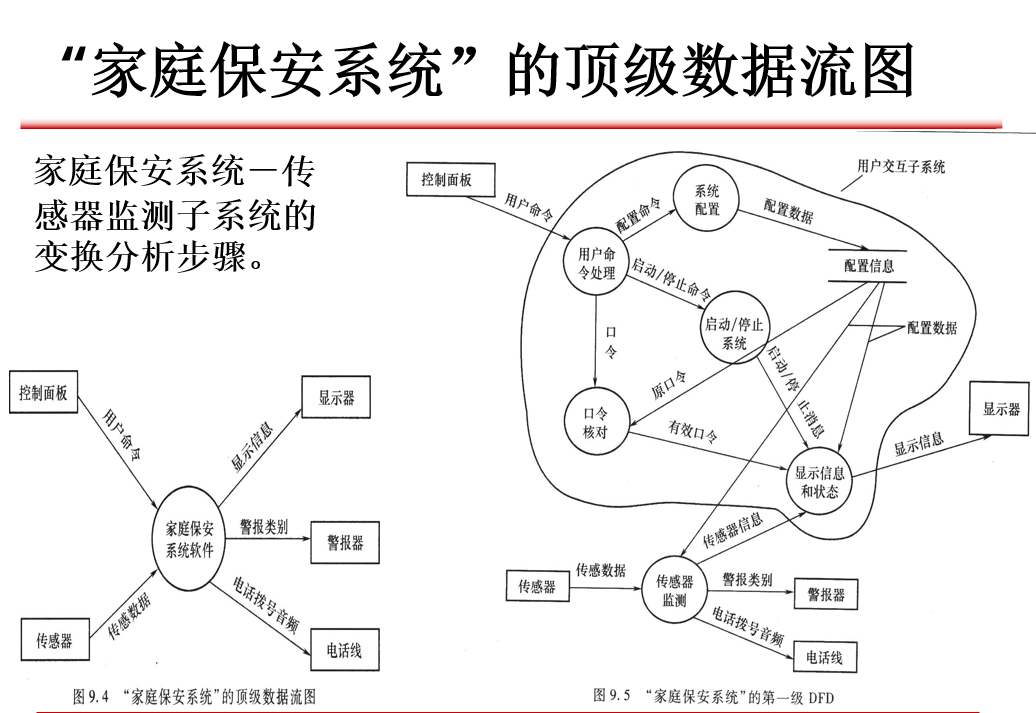 “家庭保安系统”的顶级数据流图
家庭保安系统－传
感器监测子系统的
变换分析步骤。
控制面板
用户命令
显示器
显示信息
家庭保安
系统软件
警报类别
警报器
传感器
传感数据
电话拨号音频
电话线
图9.4 “家庭保安系统”的顶级数据流图
用户交互子系统
控制面板
用户命令
用户命
令处理
配置命令
系统
配置
配置数据
配置信息
启动/停止命令
启动/停止
系统
配置数据
口
令
原口令
启动/停
止消息
口令
核对
有效口令
显示信息
和状态
显示信息
显示器
传感器信息
传感器
传感数据
传感器
监测
警报类别
警报器
电话拨号音频
电话线
图9.5 “家庭保安系统”的第一级 DFD